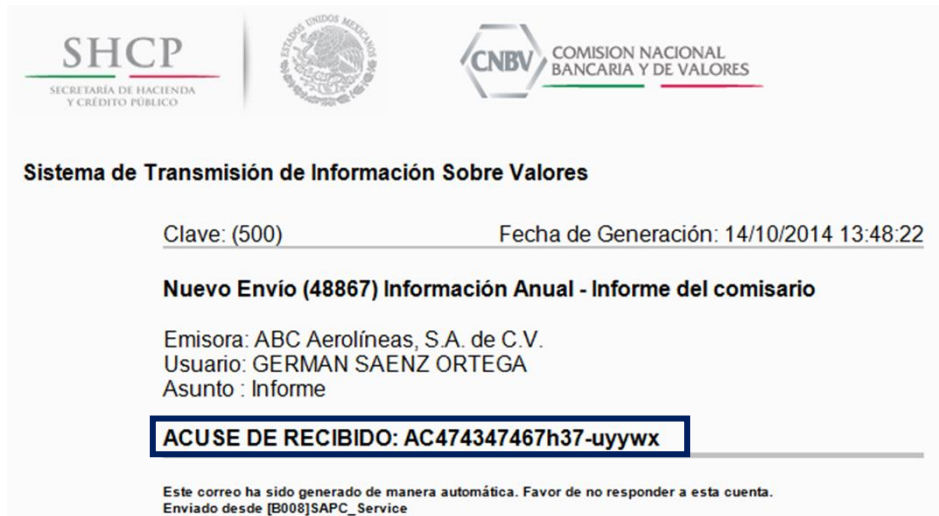 SHCP
SECRETARÍA DE HACIENDA
Y CRÉDITO PÚBLICO
ESTADOS UNIDOS MEXICANOS
CNBV
COMISION NACIONAL
BANCARIA Y DE VALORES
Sistema de Transmisión de Información Sobre Valores
Clave: (500) Fecha de Generación: 14/10/2014 13:48:22
Nuevo Envío (48867) Información Anual - Informe del comisario
Emisora: ABC Aerolíneas, S.A. de C.V.
Usuario: GERMAN SAENZ ORTEGA
Asunto : Informe
ACUSE DE RECIBIDO: AC474347467h37-uyywx
Este correo ha sido generado de manera automática. Favor de no responder a esta cuenta.
Enviado desde [B008]SAPC_Service